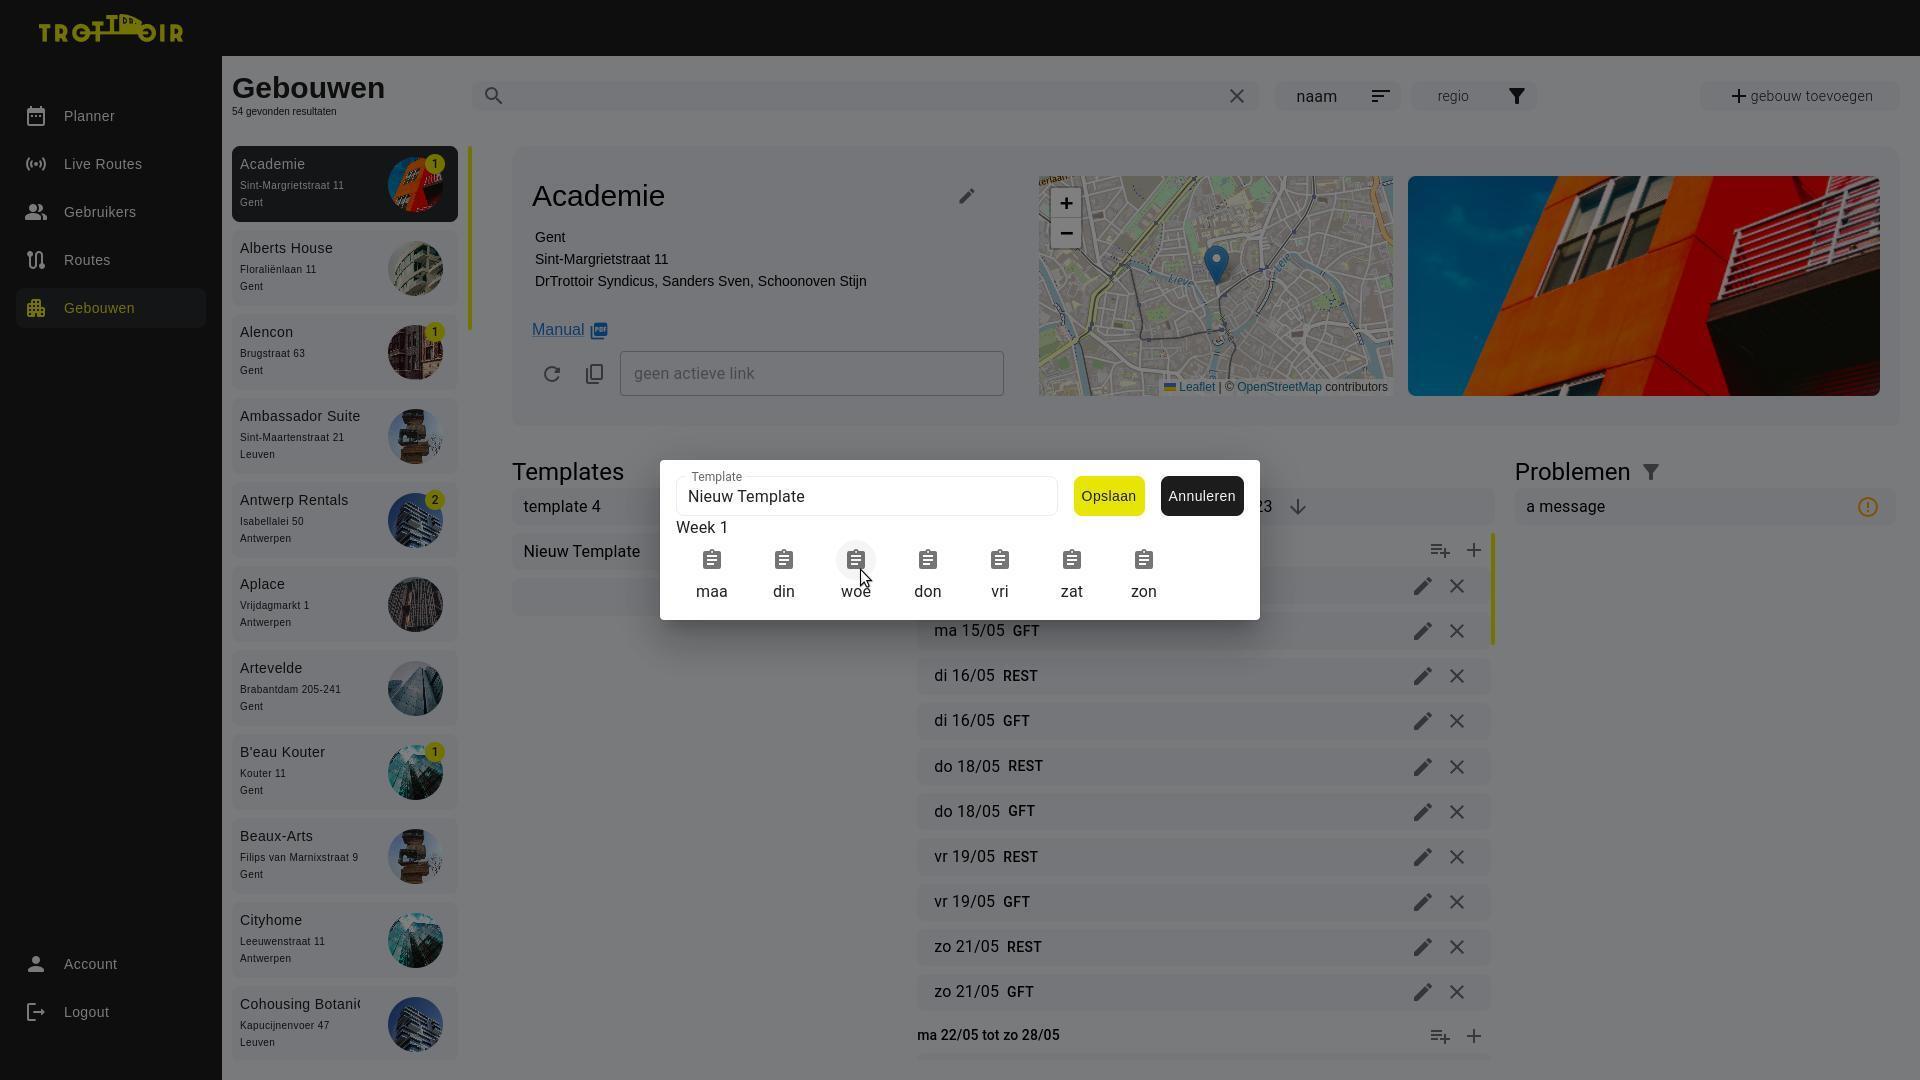 TROTTOIR
DR.
Planner
Live Routes
Gebruikers
Routes
Gebouwen
Account
Logout
Gebouwen
54 gevonden resultaten
naam
regio
gebouw toevoegen
Academie
Sint-Margrietstraat 11
Gent
1
Alberts House
Floraliënlaan 11
Gent
Alencon
Brugstraat 63
Gent
1
Ambassador Suite
Sint-Maartenstraat 21
Leuven
Antwerp Rentals
Isabellalei 50
Antwerpen
2
Aplace
Vrijdagmarkt 1
Antwerpen
Artevelde
Brabantdam 205-241
Gent
B'eau Kouter
Kouter 11
Gent
1
Beaux-Arts
Filips van Marnixstraat 9
Gent
Cityhome
Leeuwenstraat 11
Antwerpen
Cohousing Botani
Kapucijnenvoer 47
Leuven
Academie
Gent
Sint-Margrietstraat 11
DrTrottoir Syndicus, Sanders Sven, Schoonoven Stijn
Manual
PDF
geen actieve link
+
−
Lieve
Leie
Leaflet | © OpenStreetMap contributors
Templates
template 4
Nieuw Template
Template
Nieuw Template
Opslaan
Annuleren
Week 1
maa
din
woe
don
vri
zat
zon
23
ma 15/05 GFT
di 16/05 REST
di 16/05 GFT
do 18/05 REST
do 18/05 GFT
vr 19/05 REST
vr 19/05 GFT
zo 21/05 REST
zo 21/05 GFT
ma 22/05 tot zo 28/05
Problemen
a message